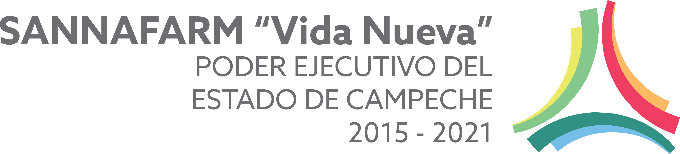 SANNAFARM “Vida Nueva”
PODER EJECUTIVO DEL
ESTADO DE CAMPECHE
2015 - 2021